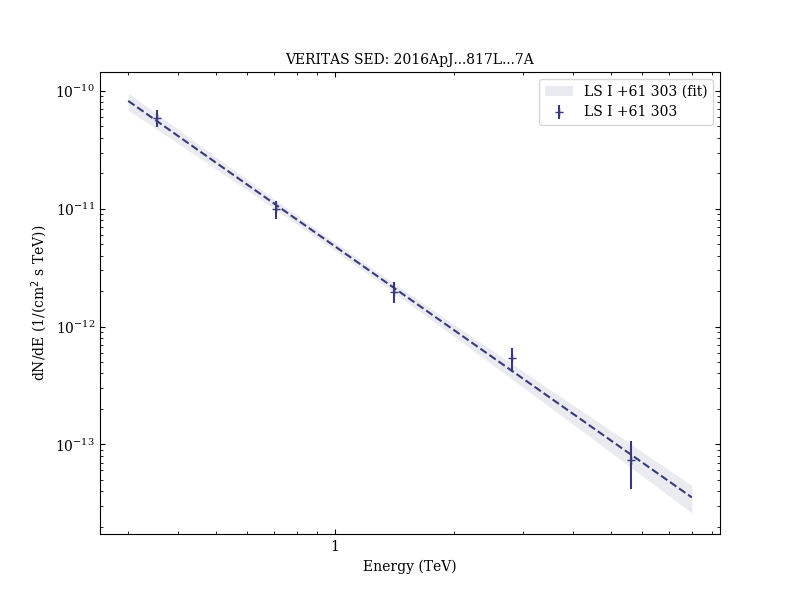 VERITAS SED: 2016ApJ...817L...7A
LS I +61 303 (fit)
LS I +61 303
10⁻¹⁰
10⁻¹¹
10⁻¹²
10⁻¹³
dN/dE (1/(cm² s TeV))
1
Energy (TeV)